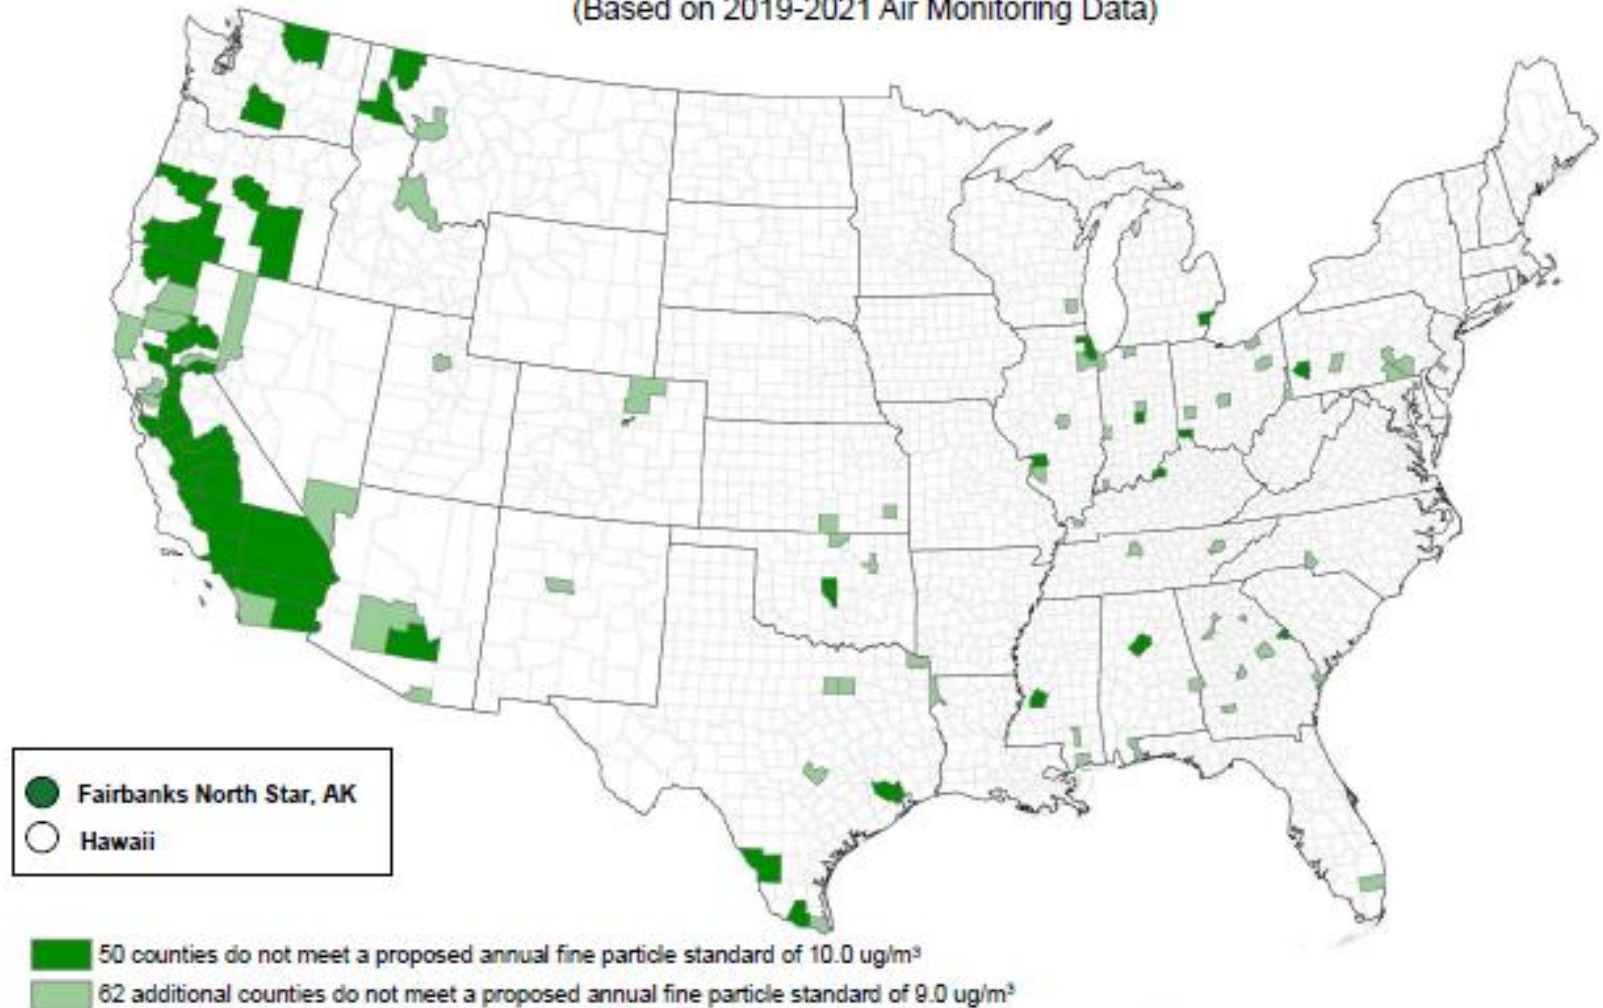 (Based on 2019-2021 Air Monitoring Data)
Fairbanks North Star, AK
Hawaii
50 counties do not meet a proposed annual fine particle standard of 10.0 ug/m³
62 additional counties do not meet a proposed annual fine particle standard of 9.0 ug/m³